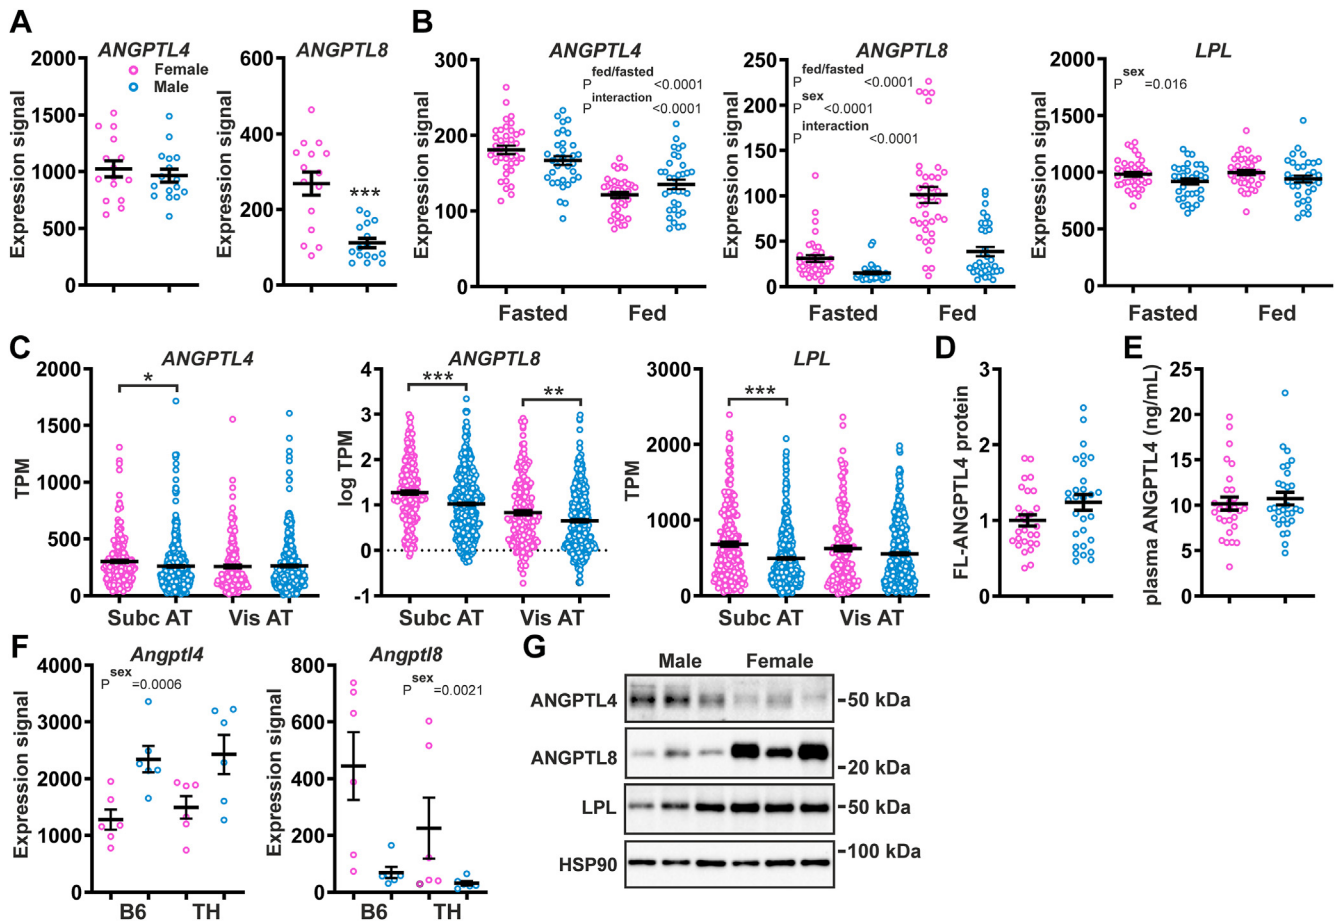 A
ANGPTL4
Expression signal
2000
1500
1000
500
0
Female
Male
ANGPTL8
Expression signal
600
400
200
0
***
B
ANGPTL4
Expression signal
300
200
100
0
P fed/fasted <0.0001
P interaction <0.0001
Fasted
Fed
ANGPTL8
Expression signal
250
200
150
100
50
0
P fed/fasted <0.0001
P sex <0.0001
P interaction <0.0001
Fasted
Fed
LPL
Expression signal
2000
1500
1000
500
0
P sex =0.016
Fasted
Fed
C
ANGPTL4
TPM
2000
1500
1000
500
0
*
Subc AT
Vis AT
ANGPTL8
log TPM
4
3
2
1
0
-1
***
**
Subc AT
Vis AT
LPL
TPM
3000
2000
1000
0
***
Subc AT
Vis AT
D
FL-ANGPTL4 protein
3
2
1
0
E
plasma ANGPTL4 (ng/mL)
25
20
15
10
5
0
F
Angptl4
Expression signal
4000
3000
2000
1000
0
P sex =0.0006
B6
TH
Angptl8
Expression signal
800
600
400
200
0
P sex =0.0021
B6
TH
G
Male
Female
ANGPTL4
-50 kDa
ANGPTL8
-20 kDa
LPL
-50 kDa
HSP90
-100 kDa